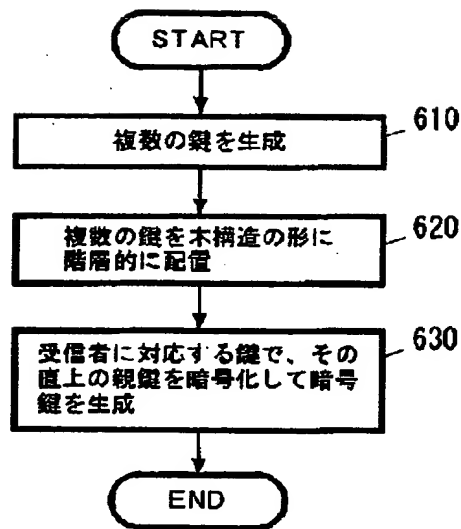 START
複数の鍵を生成
610
複数の鍵を木構造の形に
階層的に配置
620
受信者に対応する鍵で、その
直上の親鍵を暗号化して暗号
鍵を生成
630
END